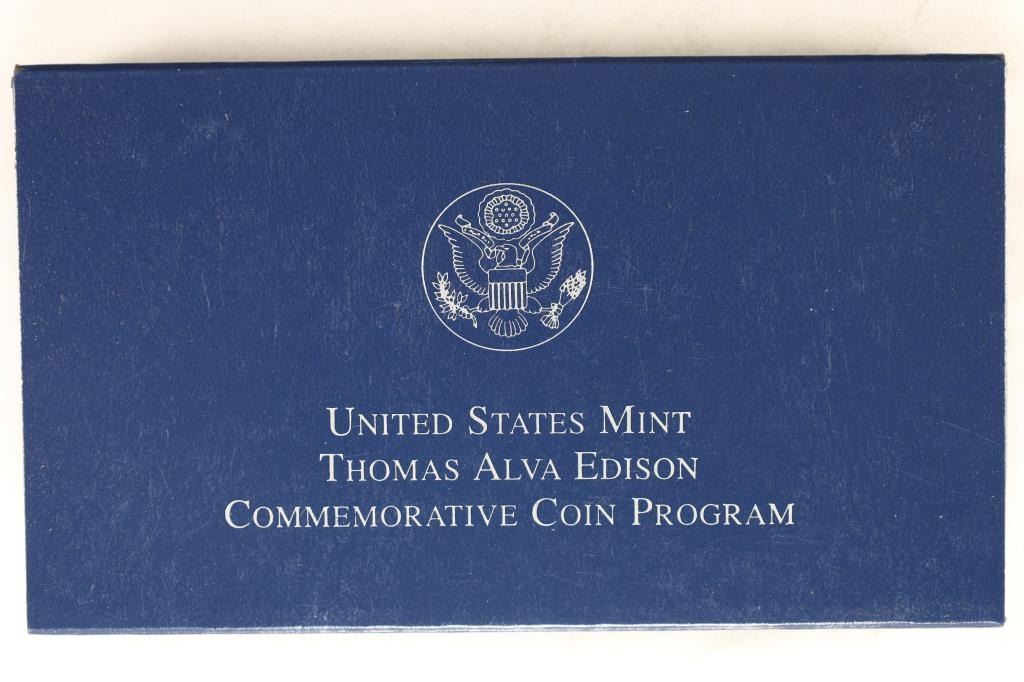 United States Mint
Thomas Alva Edison
Commemorative Coin Program